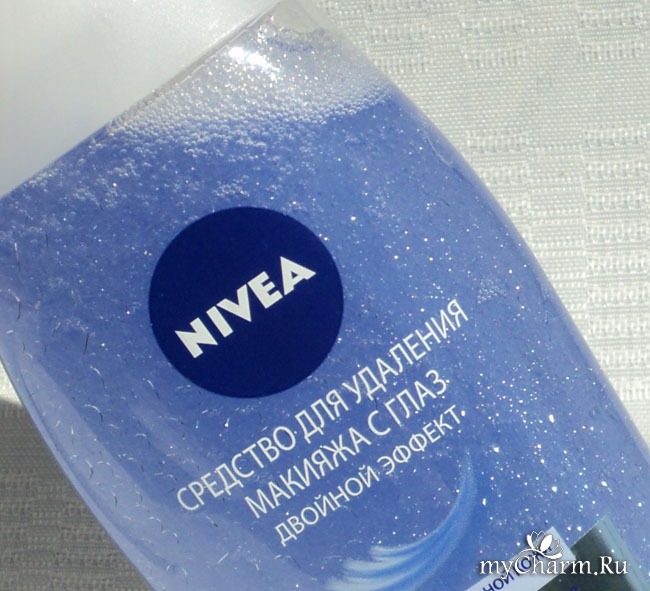 NIVEA
СРЕДСТВО ДЛЯ УДАЛЕНИЯ
МАКИЯЖА С ГЛАЗ
ДВОЙНОЙ ЭФФЕКТ
myCharm.Ru